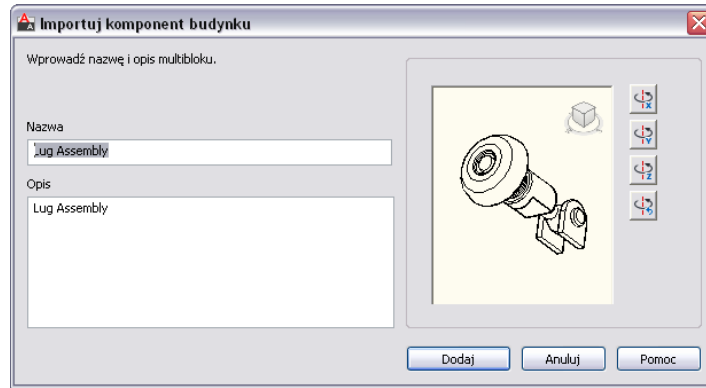 Importuj komponent budynku
Wprowadź nazwę i opis multibloku.
Nazwa
Lug Assembly
Opis
Lug Assembly
X
Y
Z
Dodaj
Anuluj
Pomoc